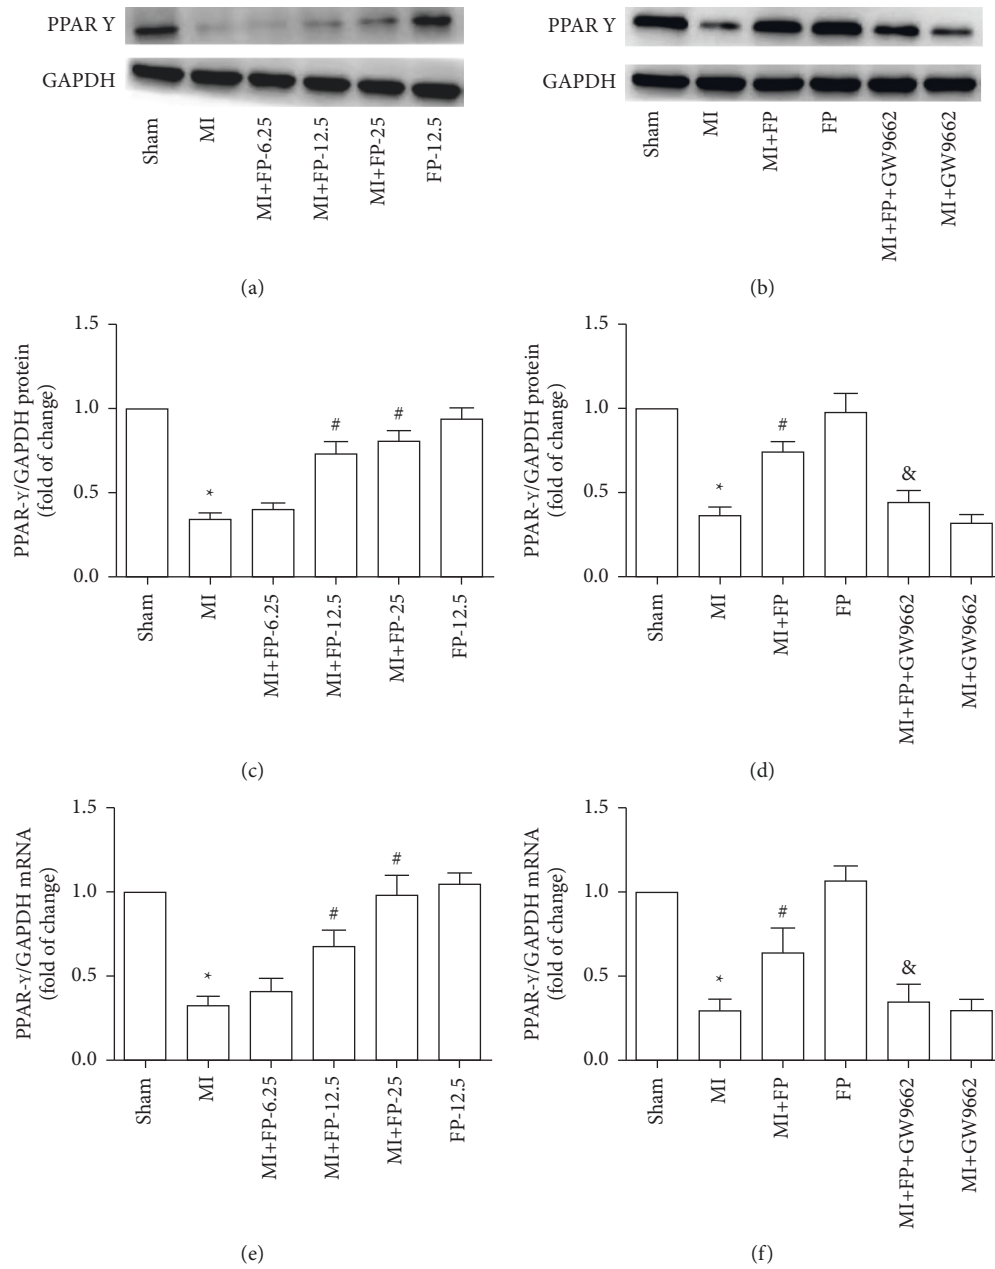 PPAR Y
GAPDH
Sham
MI
MI+FP-6.25
MI+FP-12.5
MI+FP-25
FP-12.5
(a)
PPAR Y
GAPDH
Sham
MI
MI+FP
FP
MI+FP+GW9662
MI+GW9662
(b)
PPAR-γ/GAPDH protein
(fold of change)
1.5
1.0
0.5
0.0
*
#
#
Sham
MI
MI+FP-6.25
MI+FP-12.5
MI+FP-25
FP-12.5
(c)
PPAR-γ/GAPDH protein
(fold of change)
1.5
1.0
0.5
0.0
*
#
&
Sham
MI
MI+FP
FP
MI+FP+GW9662
MI+GW9662
(d)
PPAR-γ/GAPDH mRNA
(fold of change)
1.5
1.0
0.5
0.0
*
#
#
Sham
MI
MI+FP-6.25
MI+FP-12.5
MI+FP-25
FP-12.5
(e)
PPAR-γ/GAPDH mRNA
(fold of change)
1.5
1.0
0.5
0.0
*
#
&
Sham
MI
MI+FP
FP
MI+FP+GW9662
MI+GW9662
(f)